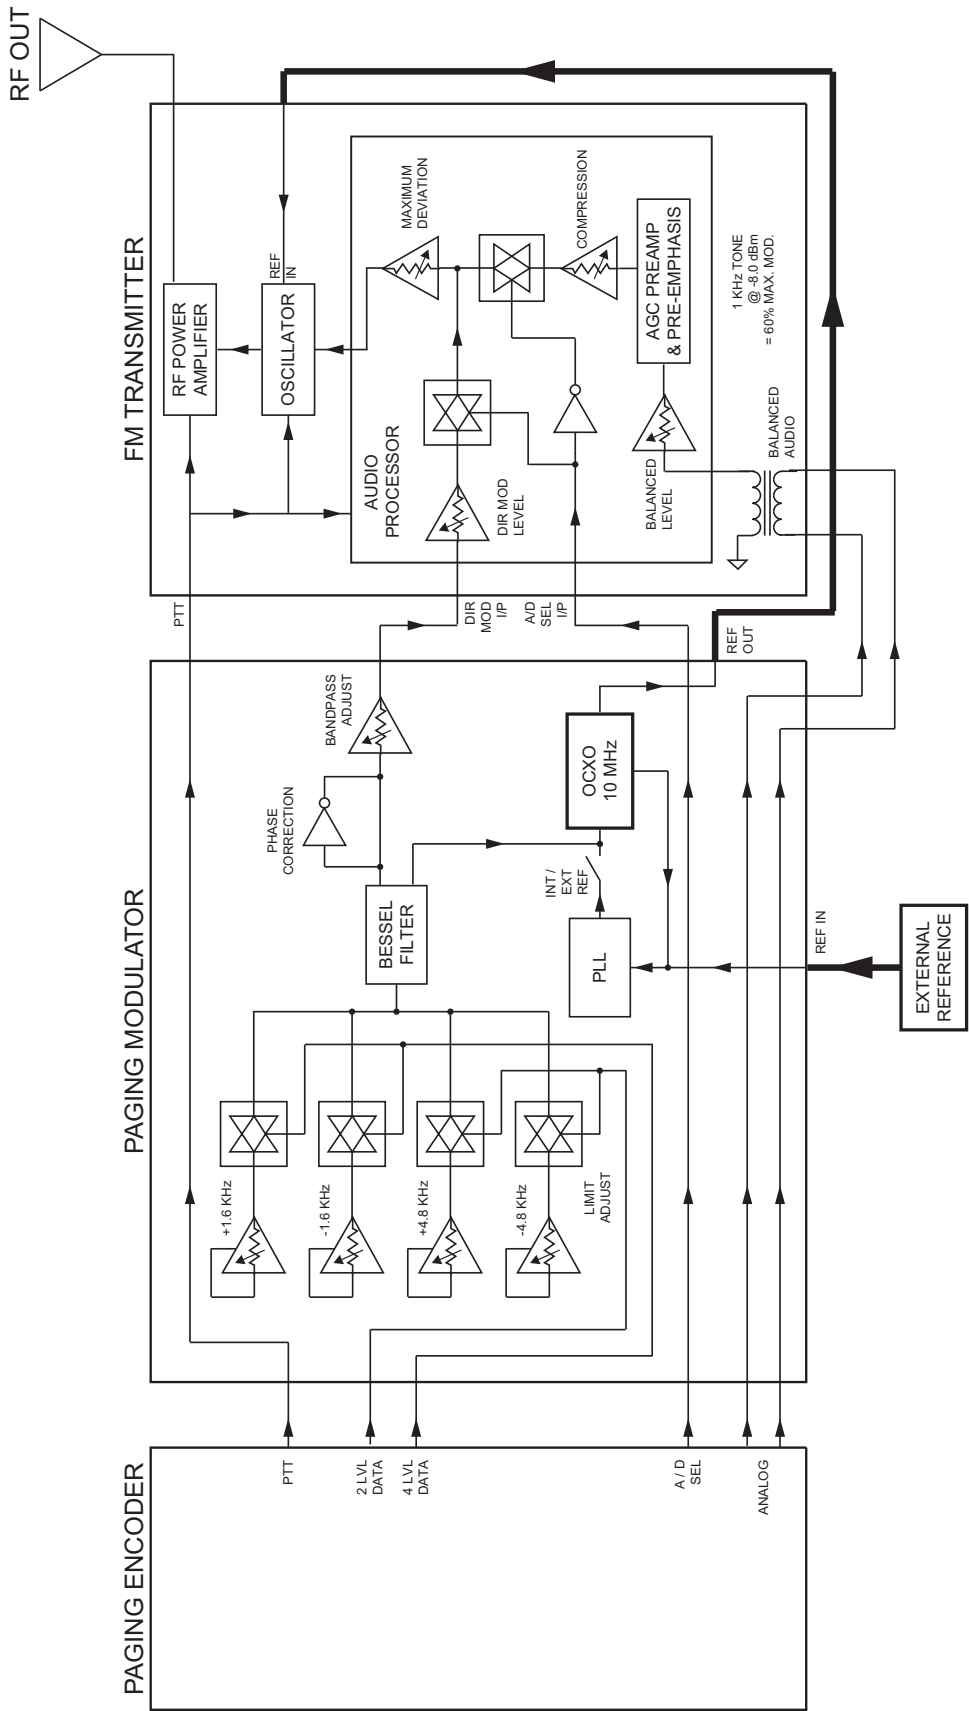 PAGING ENCODER
PTT
2 LVL
DATA
4 LVL
DATA
A / D
SEL
ANALOG
PAGING MODULATOR
+1.6 KHz
-1.6 KHz
+4.8 KHz
-4.8 KHz
LIMIT
ADJUST
BESSEL
FILTER
PHASE
CORRECTION
BANDPASS
ADJUST
PLL
INT /
EXT
REF
OCXO
10 MHz
REF IN
EXTERNAL
REFERENCE
REF
OUT
PTT
DIR
MOD
I/P
A/D
SEL
I/P
FM TRANSMITTER
RF POWER
AMPLIFIER
OSCILLATOR
REF
IN
AUDIO
PROCESSOR
DIR MOD
LEVEL
MAXIMUM
DEVIATION
COMPRESSION
AGC PREAMP
& PRE-EMPHASIS
BALANCED
LEVEL
BALANCED
AUDIO
1 KHz TONE
@ -8.0 dBm
= 60% MAX. MOD.
RF OUT